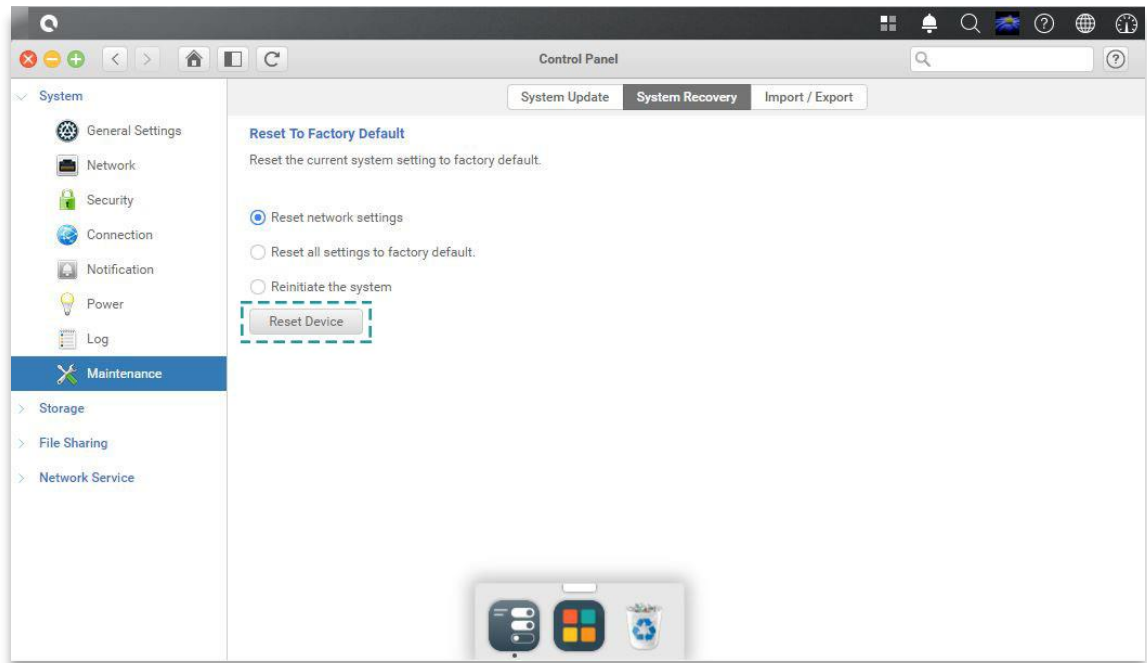 Control Panel
System
General Settings
Network
Security
Connection
Notification
Power
Log
Maintenance
Storage
File Sharing
Network Service
System Update
System Recovery
Import / Export
Reset To Factory Default
Reset the current system setting to factory default.
Reset network settings
Reset all settings to factory default.
Reinitiate the system
Reset Device